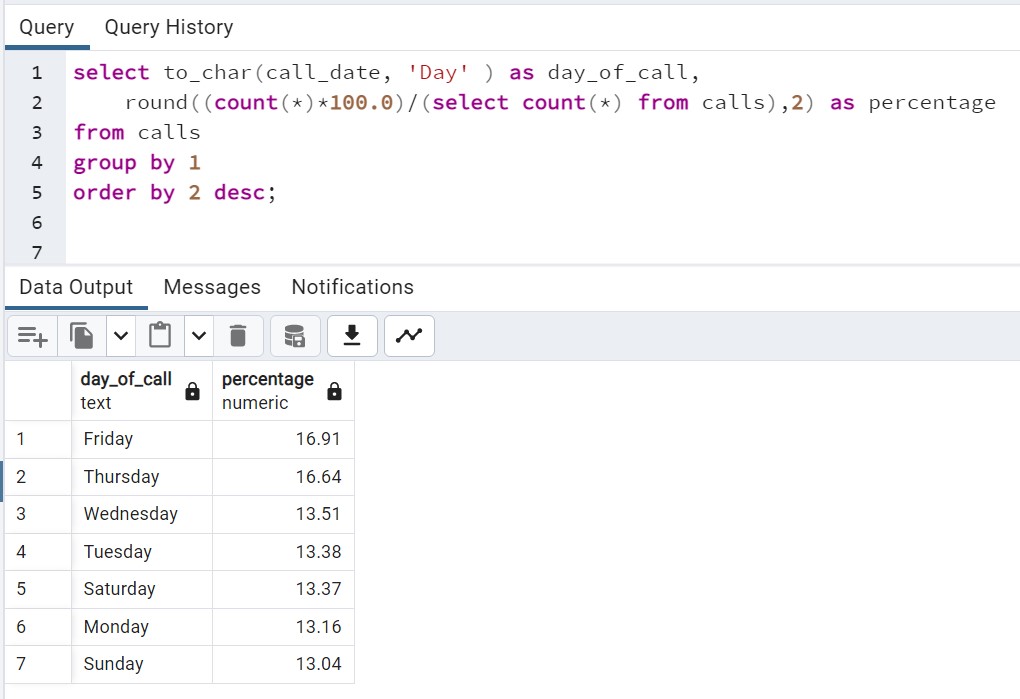 Query Query History
1 select to_char(call_date, 'Day' ) as day_of_call,
2     round((count(*)*100.0)/(select count(*) from calls),2) as percentage
3 from calls
4 group by 1
5 order by 2 desc;
6
7
Data Output Messages Notifications
day_of_call percentage
text numeric
1 Friday 16.91
2 Thursday 16.64
3 Wednesday 13.51
4 Tuesday 13.38
5 Saturday 13.37
6 Monday 13.16
7 Sunday 13.04